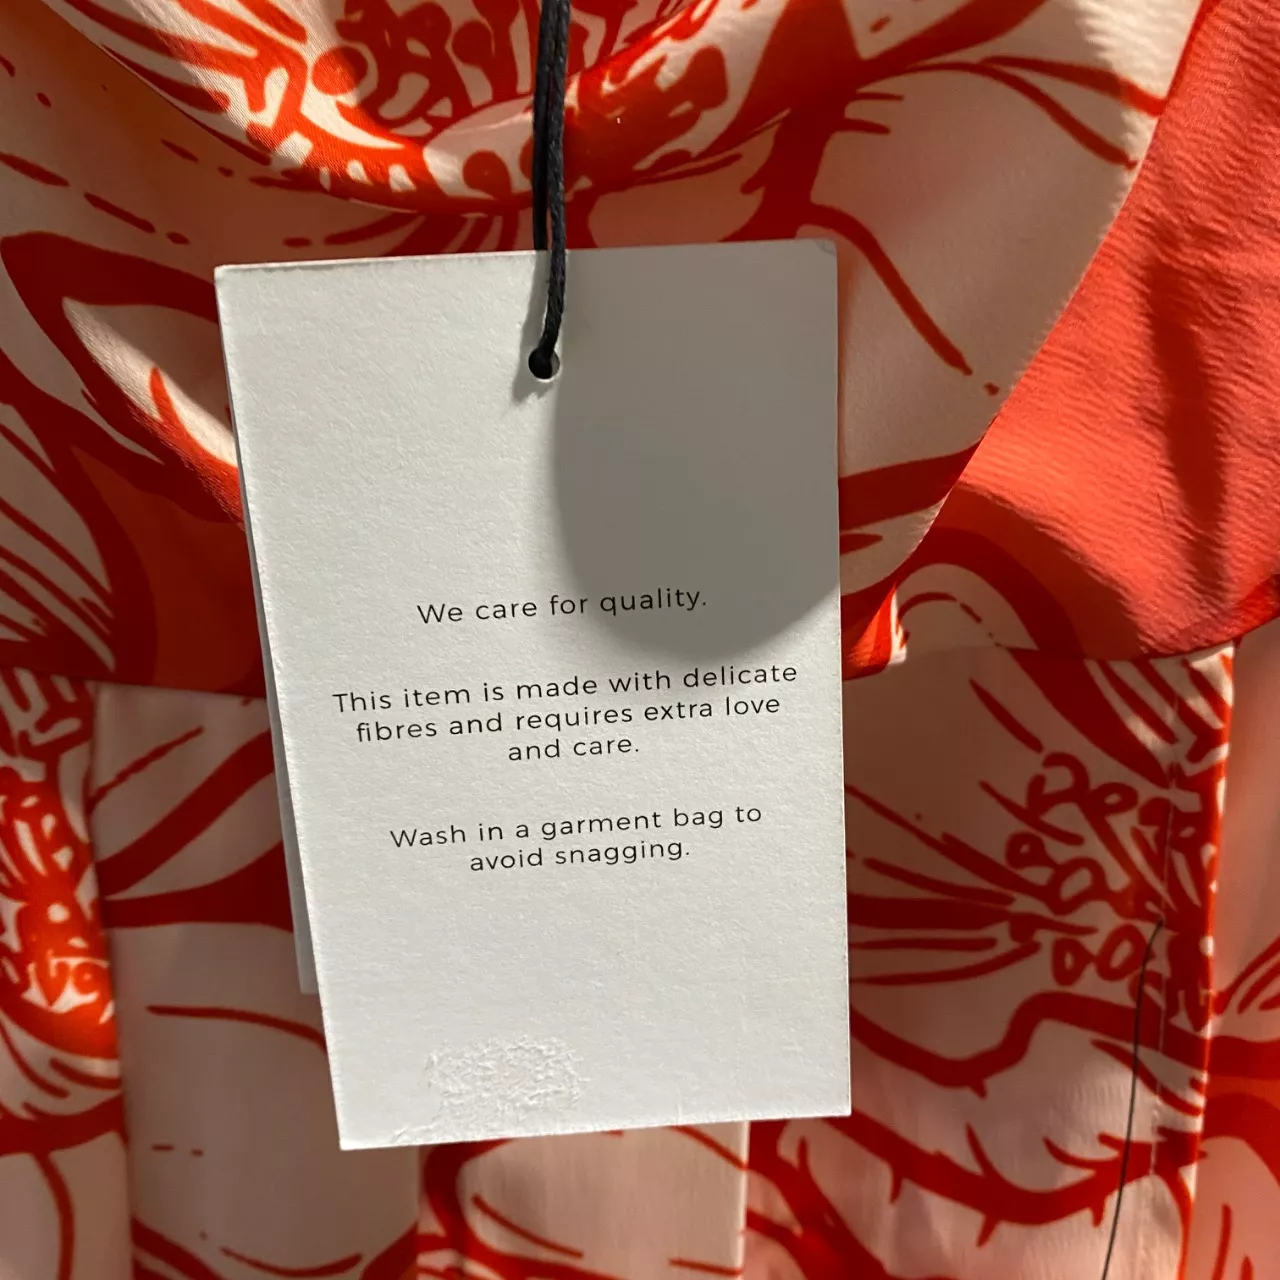 We care for quality.
This item is made with delicate
fibres and requires extra love
and care.
Wash in a garment bag to
avoid snagging.